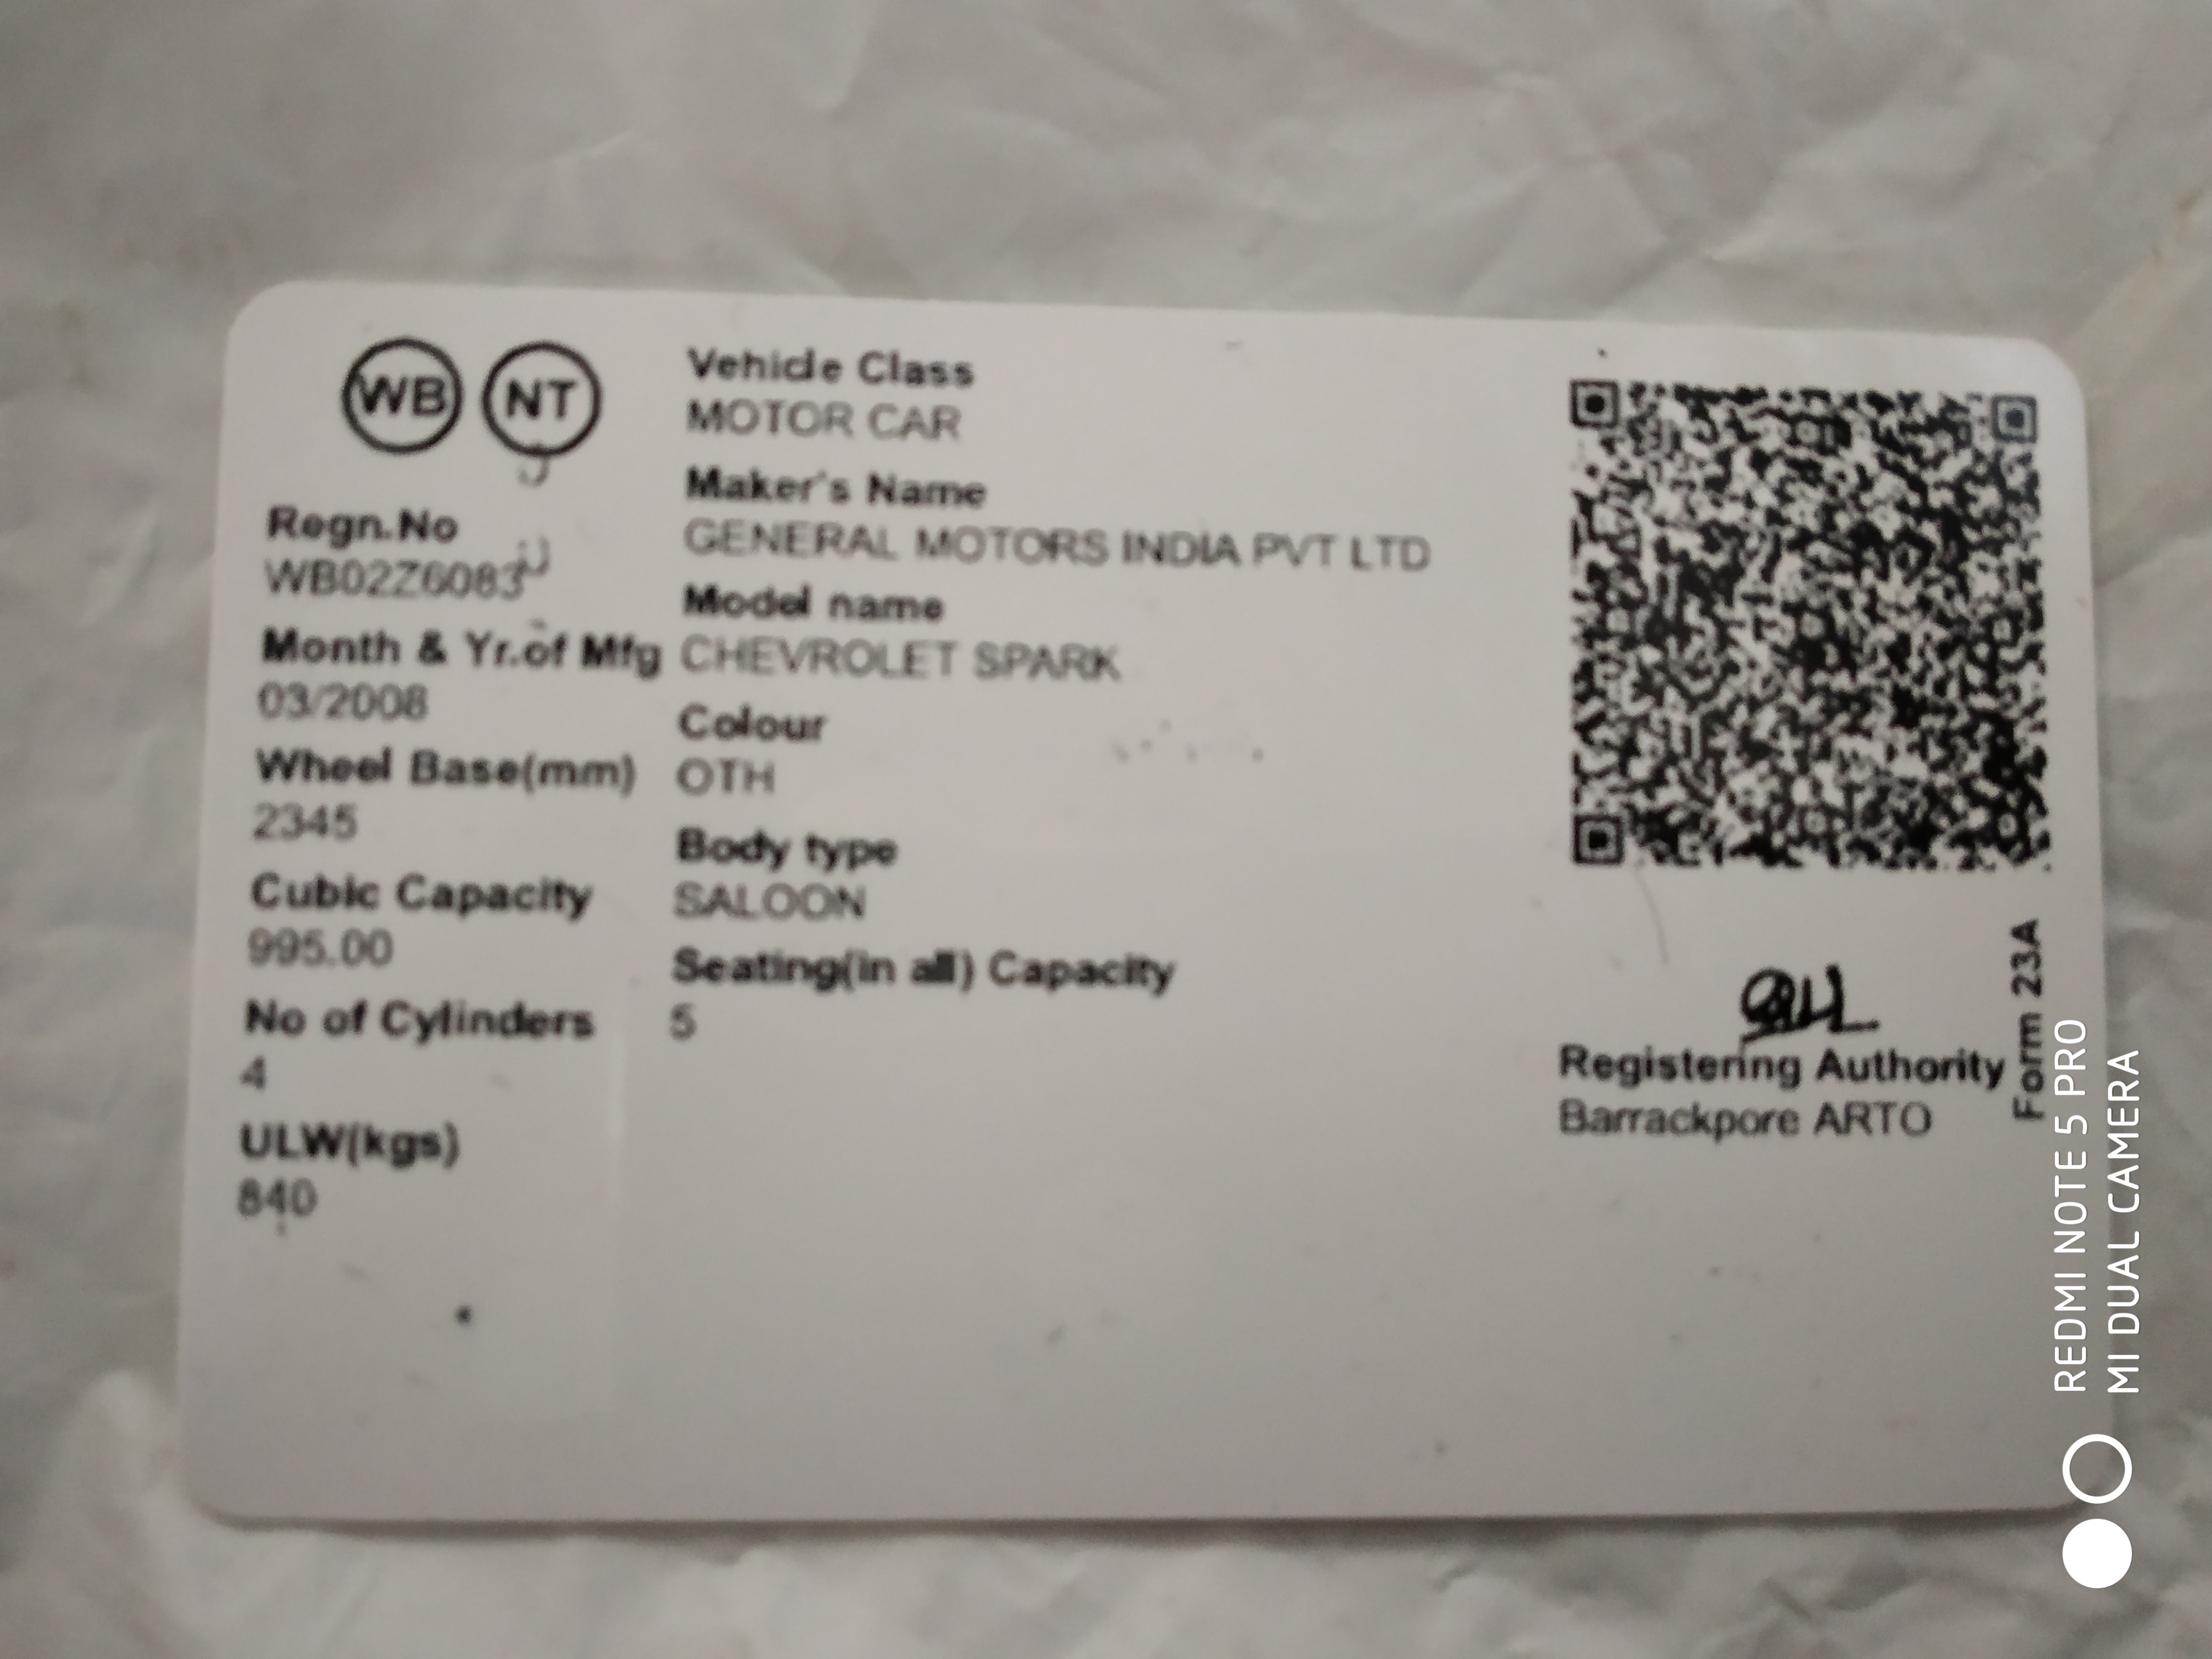 WB NT
Vehicle Class
MOTOR CAR
Regn.No
WB02Z6083
Maker's Name
GENERAL MOTORS INDIA PVT LTD
Month & Yr.of Mfg
03/2008
Model name
CHEVROLET SPARK
Wheel Base(mm)
2345
Colour
OTH
Cubic Capacity
995.00
Body type
SALOON
No of Cylinders
4
Seating(in all) Capacity
5
ULW(kgs)
840
Registering Authority
Barrackpore ARTO
Form 23A
REDMI NOTE 5 PRO
MI DUAL CAMERA